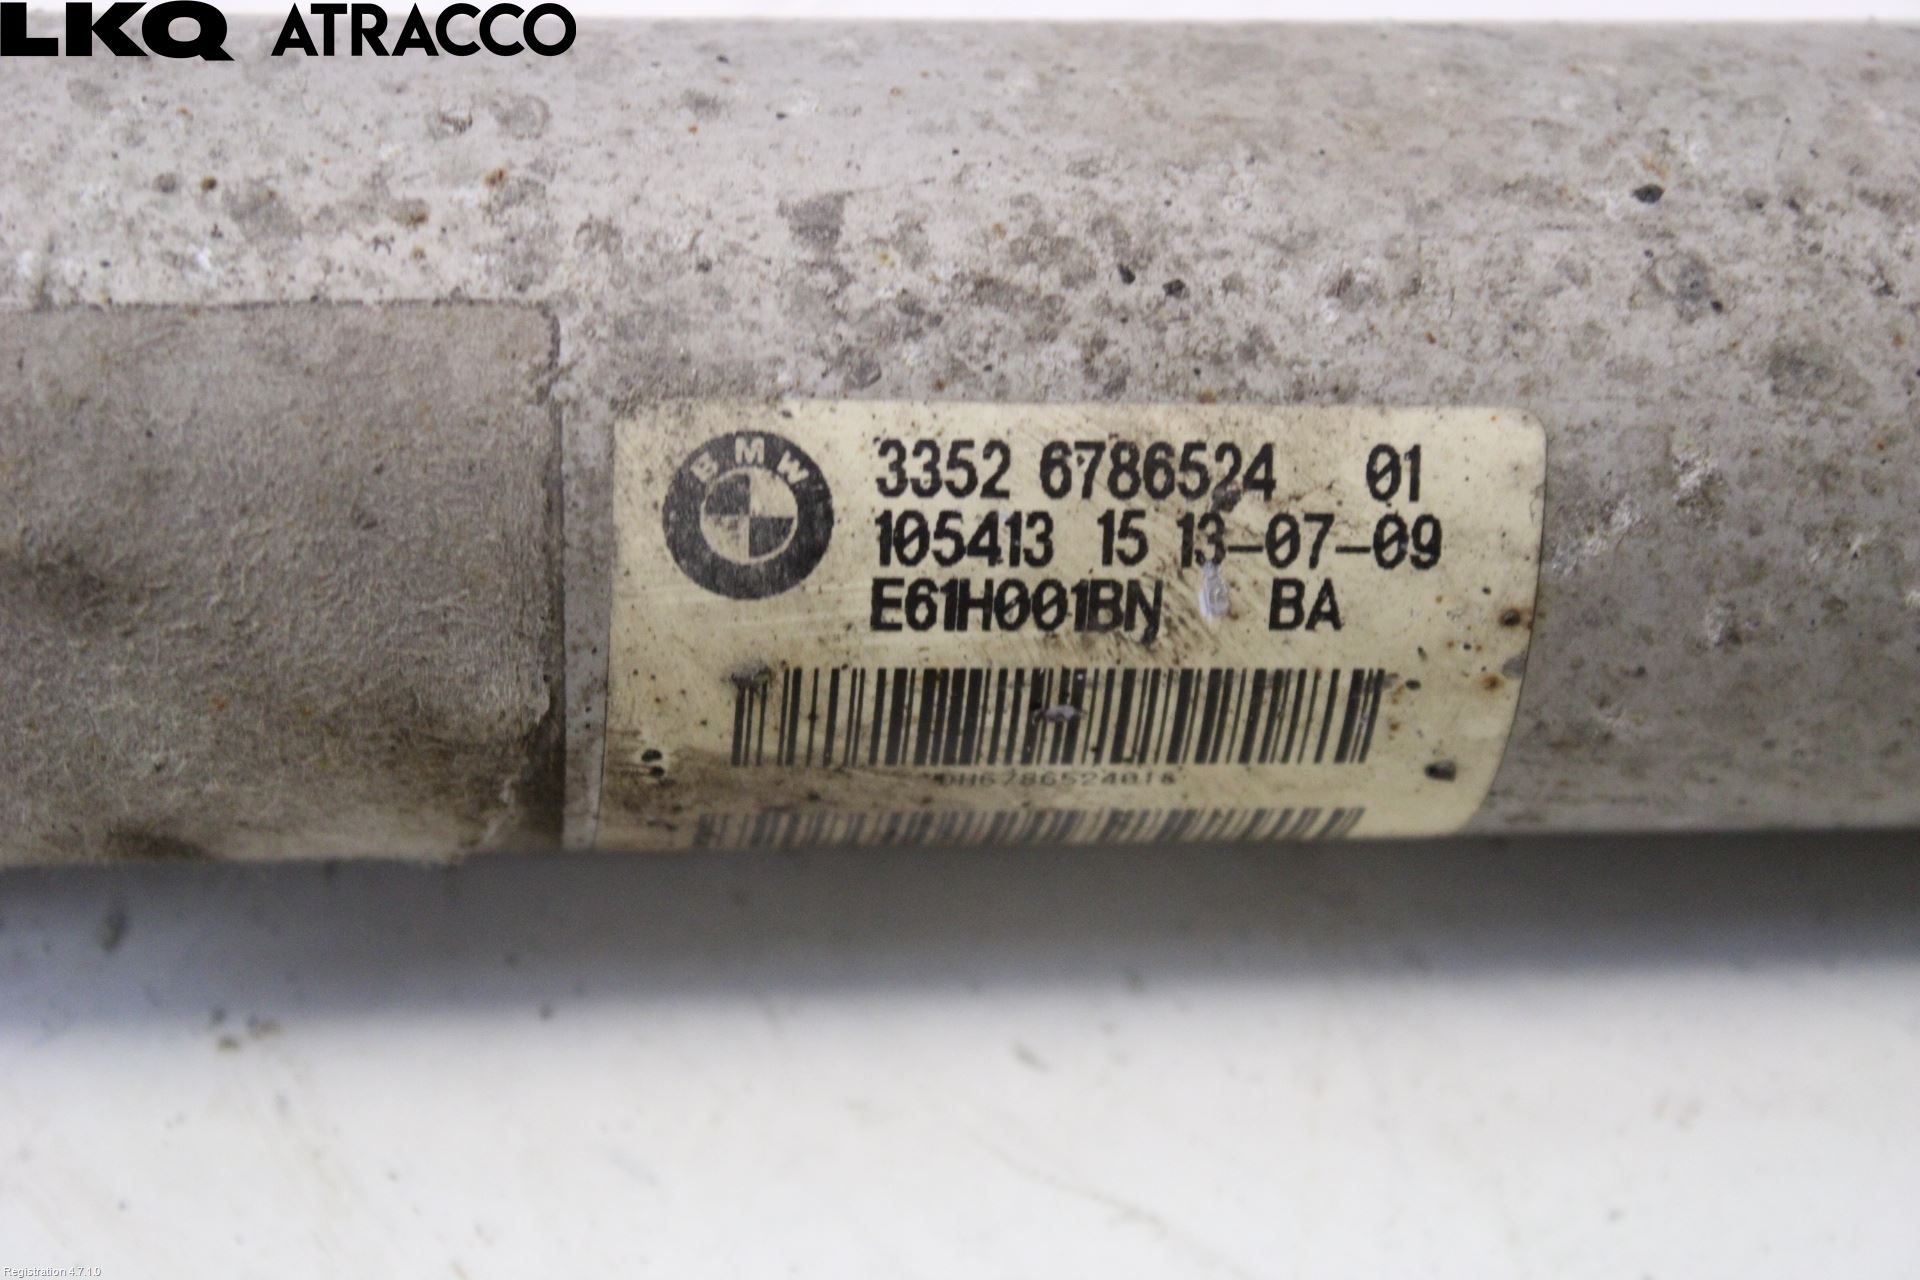 LKQ ATRACCO
BMW
3352 6786524 01
105413 15 13-07-09
E61H001BN BA
Registration 4.7.1.0